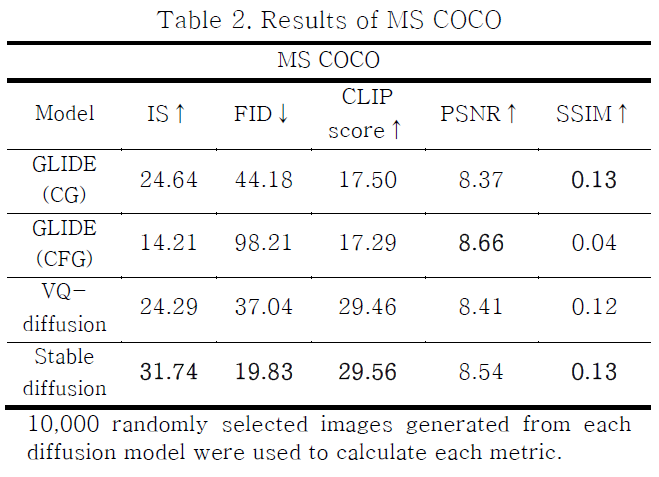 Table 2. Results of MS COCO
MS COCO
Model IS↑ FID↓ CLIP score↑ PSNR↑ SSIM↑
GLIDE (CG) 24.64 44.18 17.50 8.37 0.13
GLIDE (CFG) 14.21 98.21 17.29 8.66 0.04
VQ-diffusion 24.29 37.04 29.46 8.41 0.12
Stable diffusion 31.74 19.83 29.56 8.54 0.13
10,000 randomly selected images generated from each
diffusion model were used to calculate each metric.